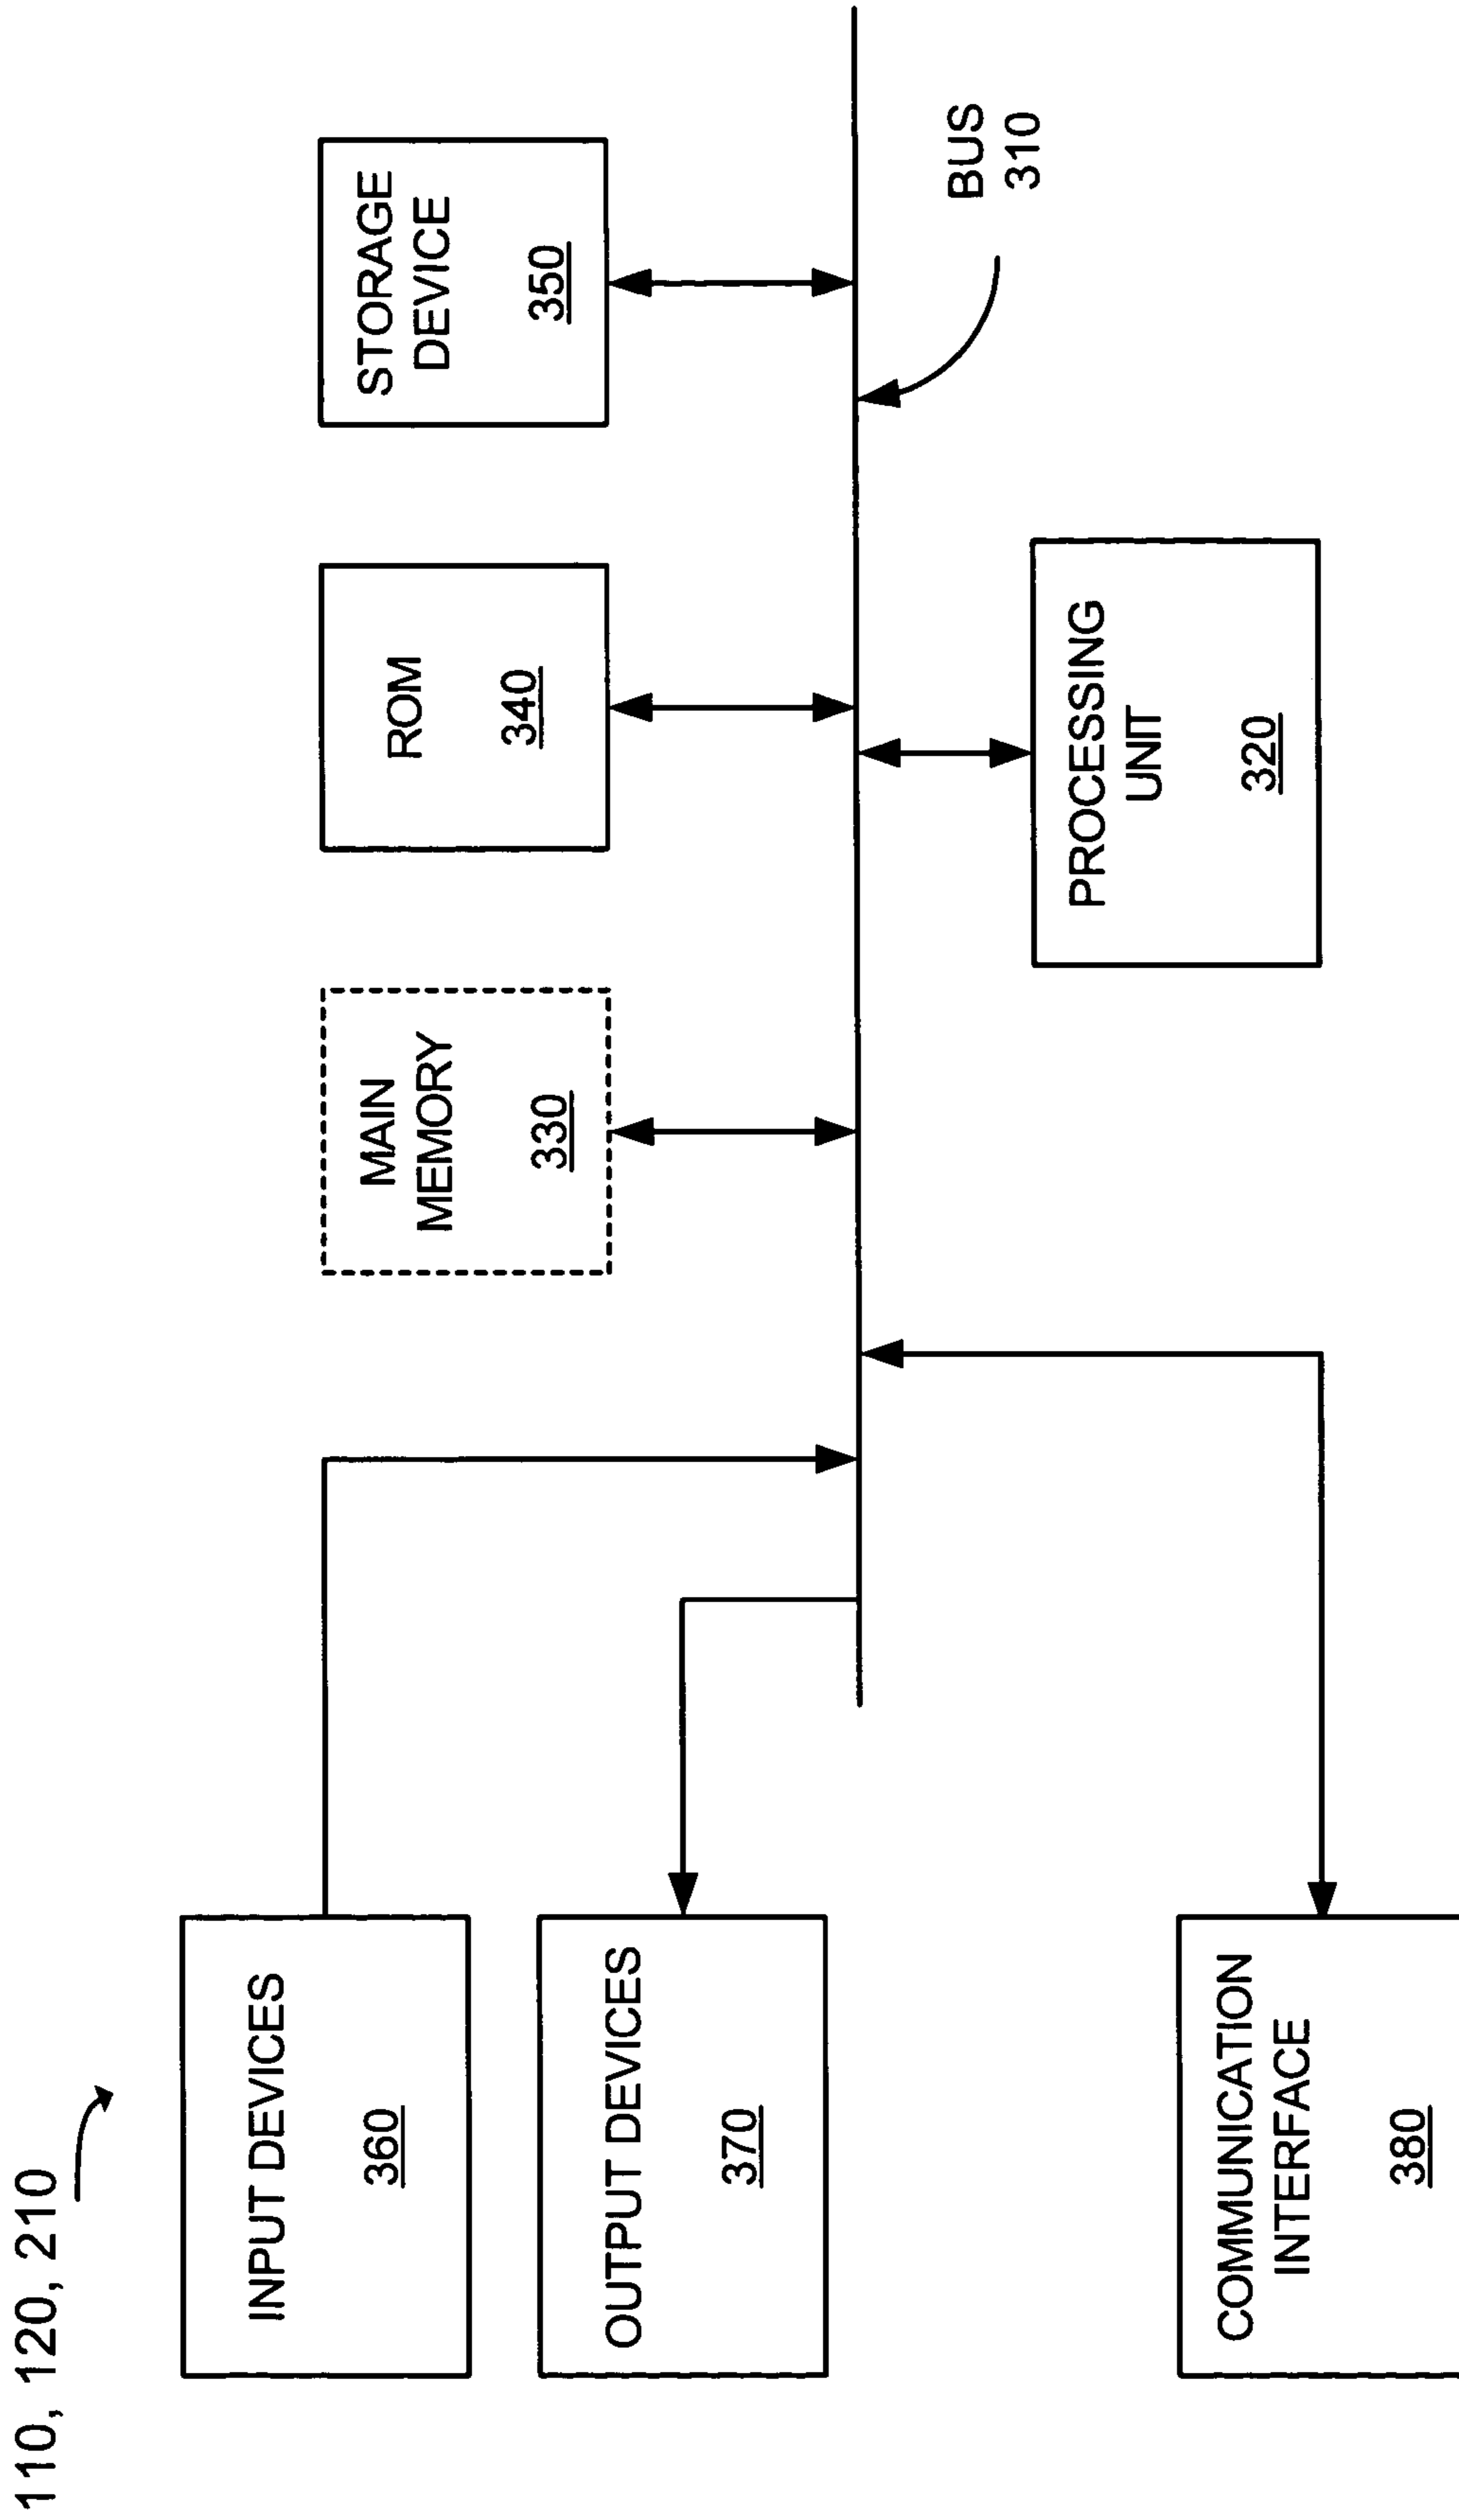 110, 120, 210
INPUT DEVICES
360
OUTPUT DEVICES
370
COMMUNICATION
INTERFACE
380
MAIN
MEMORY
330
ROM
340
STORAGE
DEVICE
350
PROCESSING
UNIT
320
BUS
310